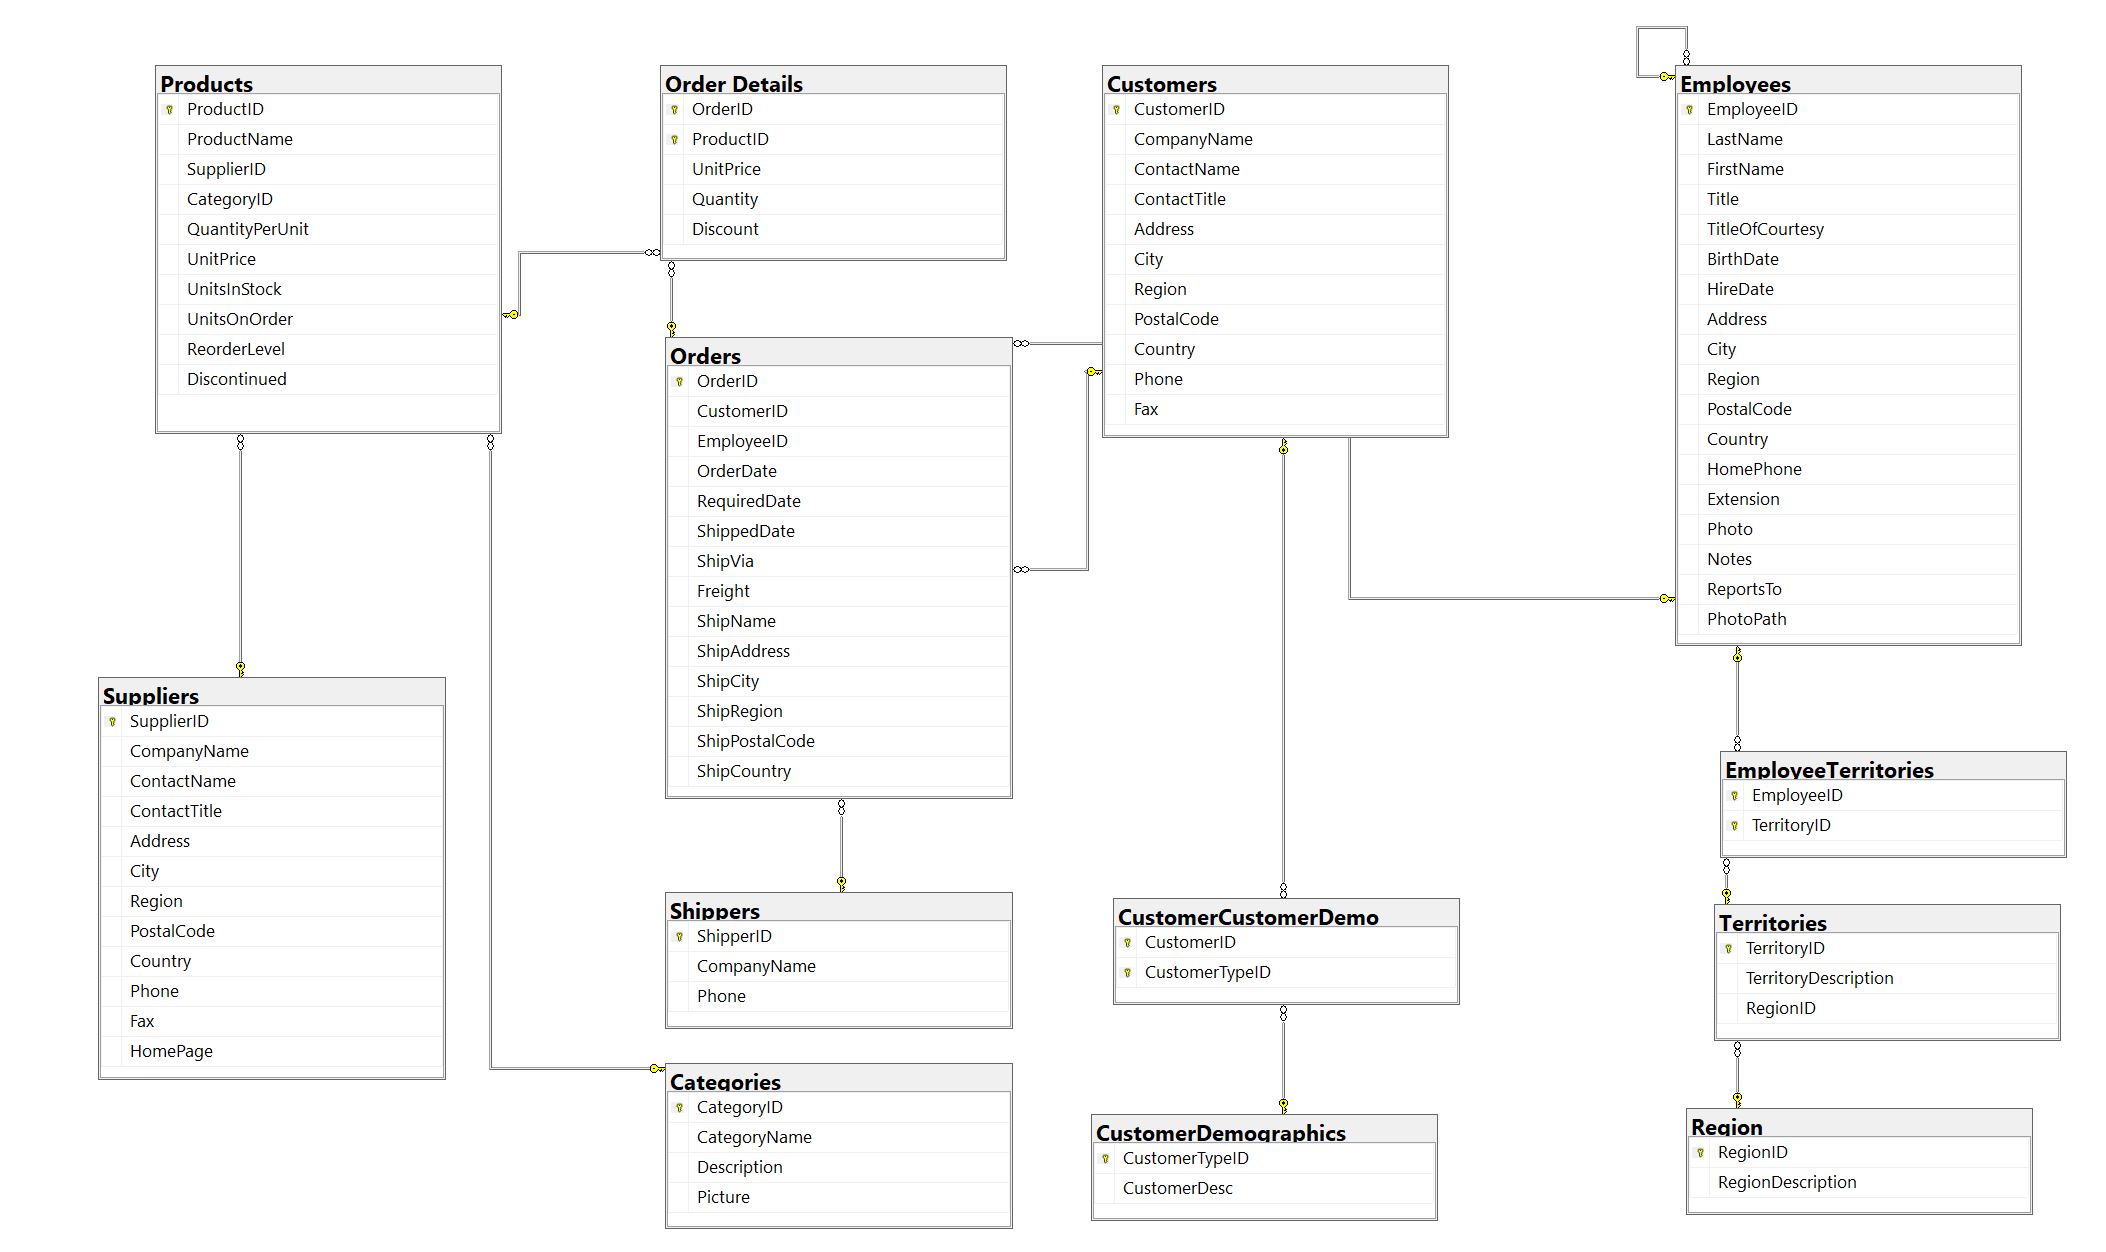 Products
ProductID
ProductName
SupplierID
CategoryID
QuantityPerUnit
UnitPrice
UnitsInStock
UnitsOnOrder
ReorderLevel
Discontinued
Order Details
OrderID
ProductID
UnitPrice
Quantity
Discount
Customers
CustomerID
CompanyName
ContactName
ContactTitle
Address
City
Region
PostalCode
Country
Phone
Fax
Employees
EmployeeID
LastName
FirstName
Title
TitleOfCourtesy
BirthDate
HireDate
Address
City
Region
PostalCode
Country
HomePhone
Extension
Photo
Notes
ReportsTo
PhotoPath
Orders
OrderID
CustomerID
EmployeeID
OrderDate
RequiredDate
ShippedDate
ShipVia
Freight
ShipName
ShipAddress
ShipCity
ShipRegion
ShipPostalCode
ShipCountry
Suppliers
SupplierID
CompanyName
ContactName
ContactTitle
Address
City
Region
PostalCode
Country
Phone
Fax
HomePage
Shippers
ShipperID
CompanyName
Phone
Categories
CategoryID
CategoryName
Description
Picture
CustomerCustomerDemo
CustomerID
CustomerTypeID
CustomerDemographics
CustomerTypeID
CustomerDesc
EmployeeTerritories
EmployeeID
TerritoryID
Territories
TerritoryID
TerritoryDescription
RegionID
Region
RegionID
RegionDescription